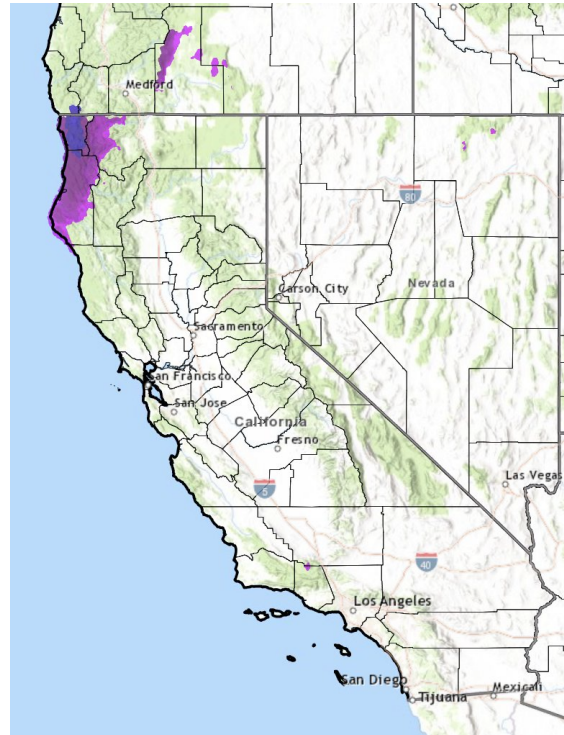 Medford
80
Nevada
Carson City
Sacramento
San Francisco
San Jose
California
Fresno
Las Vegas
5
40
Los Angeles
San Diego
Tijuana
Mexicali